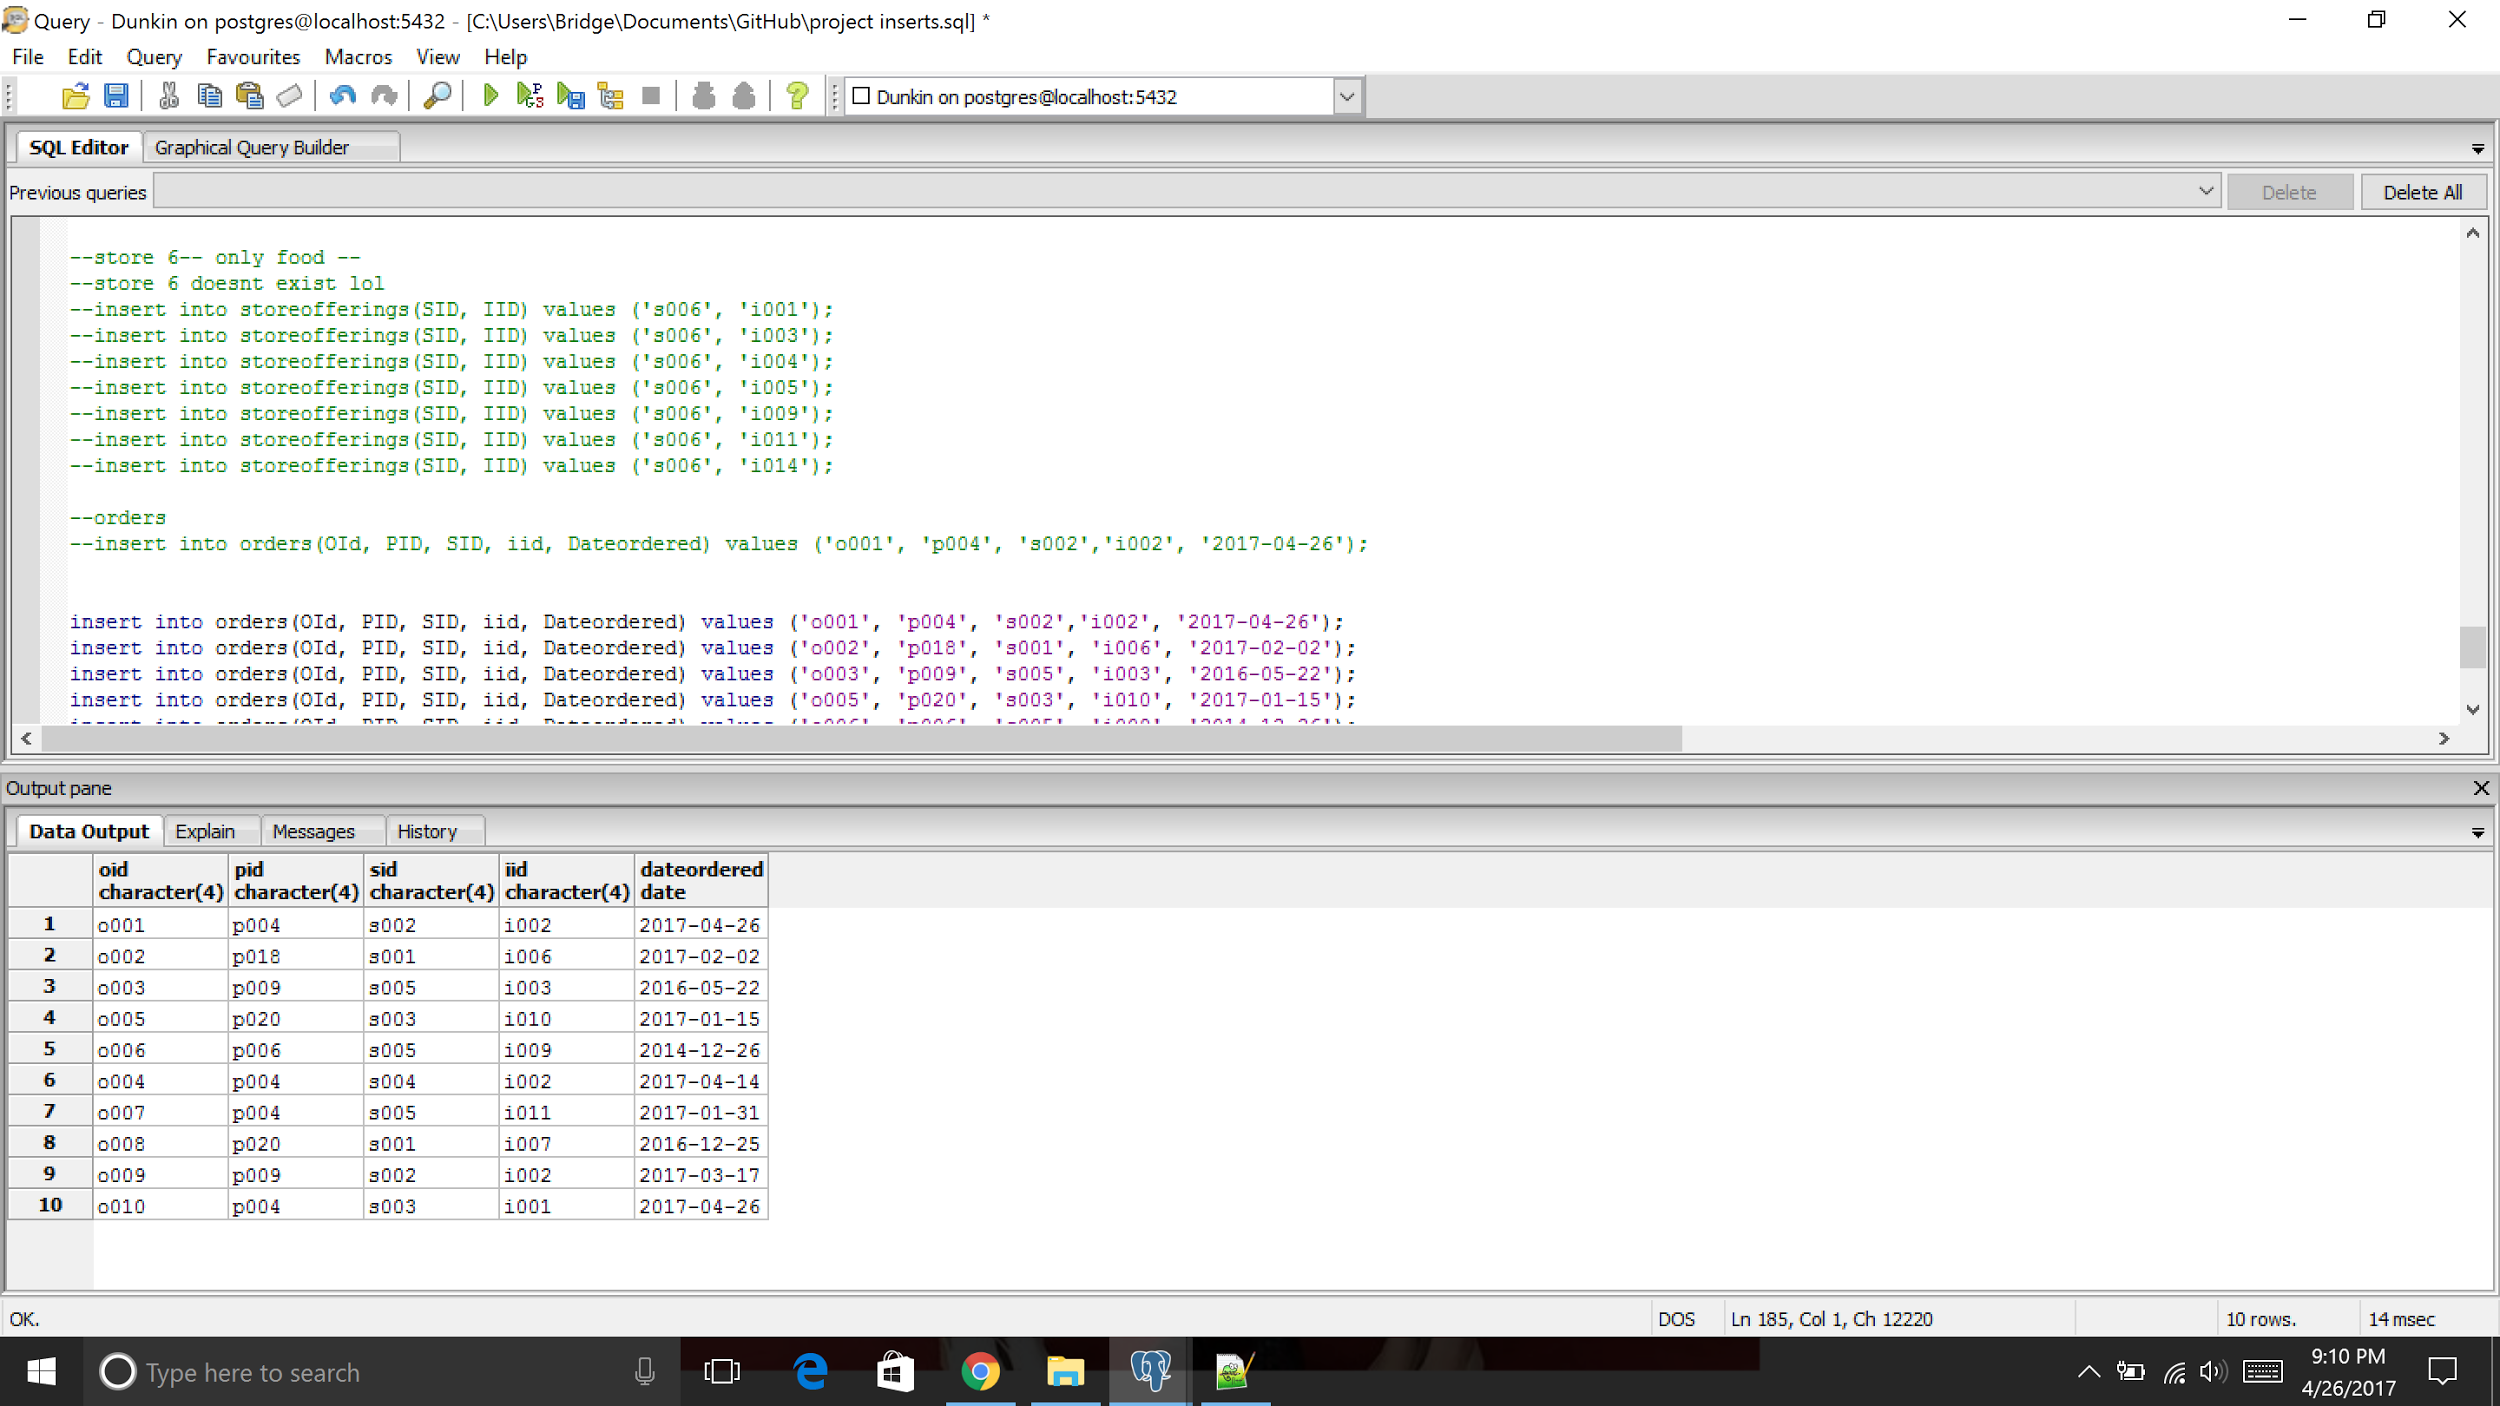 Query - Dunkin on postgres@localhost:5432 - [C:\Users\Bridge\Documents\GitHub\project inserts.sql] *
File Edit Query Favourites Macros View Help
Dunkin on postgres@localhost:5432
SQL Editor Graphical Query Builder
Previous queries Delete Delete All
--store 6-- only food --
--store 6 doesnt exist lol
--insert into storeofferings(SID, IID) values ('s006', 'i001');
--insert into storeofferings(SID, IID) values ('s006', 'i003');
--insert into storeofferings(SID, IID) values ('s006', 'i004');
--insert into storeofferings(SID, IID) values ('s006', 'i005');
--insert into storeofferings(SID, IID) values ('s006', 'i009');
--insert into storeofferings(SID, IID) values ('s006', 'i011');
--insert into storeofferings(SID, IID) values ('s006', 'i014');
--orders
--insert into orders(OId, PID, SID, iid, Dateordered) values ('o001', 'p004', 's002','i002', '2017-04-26');
insert into orders(OId, PID, SID, iid, Dateordered) values ('o001', 'p004', 's002','i002', '2017-04-26');
insert into orders(OId, PID, SID, iid, Dateordered) values ('o002', 'p018', 's001', 'i006', '2017-02-02');
insert into orders(OId, PID, SID, iid, Dateordered) values ('o003', 'p009', 's005', 'i003', '2016-05-22');
insert into orders(OId, PID, SID, iid, Dateordered) values ('o005', 'p020', 's003', 'i010', '2017-01-15');
insert into orders(OId, PID, SID, iid, Dateordered) values ('o006', 'p006', 's005', 'i009', '2014-12-26');
Output pane
Data Output Explain Messages History
oid pid sid iid dateordered
character(4) character(4) character(4) character(4) date
1 o001 p004 s002 i002 2017-04-26
2 o002 p018 s001 i006 2017-02-02
3 o003 p009 s005 i003 2016-05-22
4 o005 p020 s003 i010 2017-01-15
5 o006 p006 s005 i009 2014-12-26
6 o004 p004 s004 i002 2017-04-14
7 o007 p004 s005 i011 2017-01-31
8 o008 p020 s001 i007 2016-12-25
9 o009 p009 s002 i002 2017-03-17
10 o010 p004 s003 i001 2017-04-26
OK. DOS Ln 185, Col 1, Ch 12220 10 rows. 14 msec
Type here to search
9:10 PM
4/26/2017